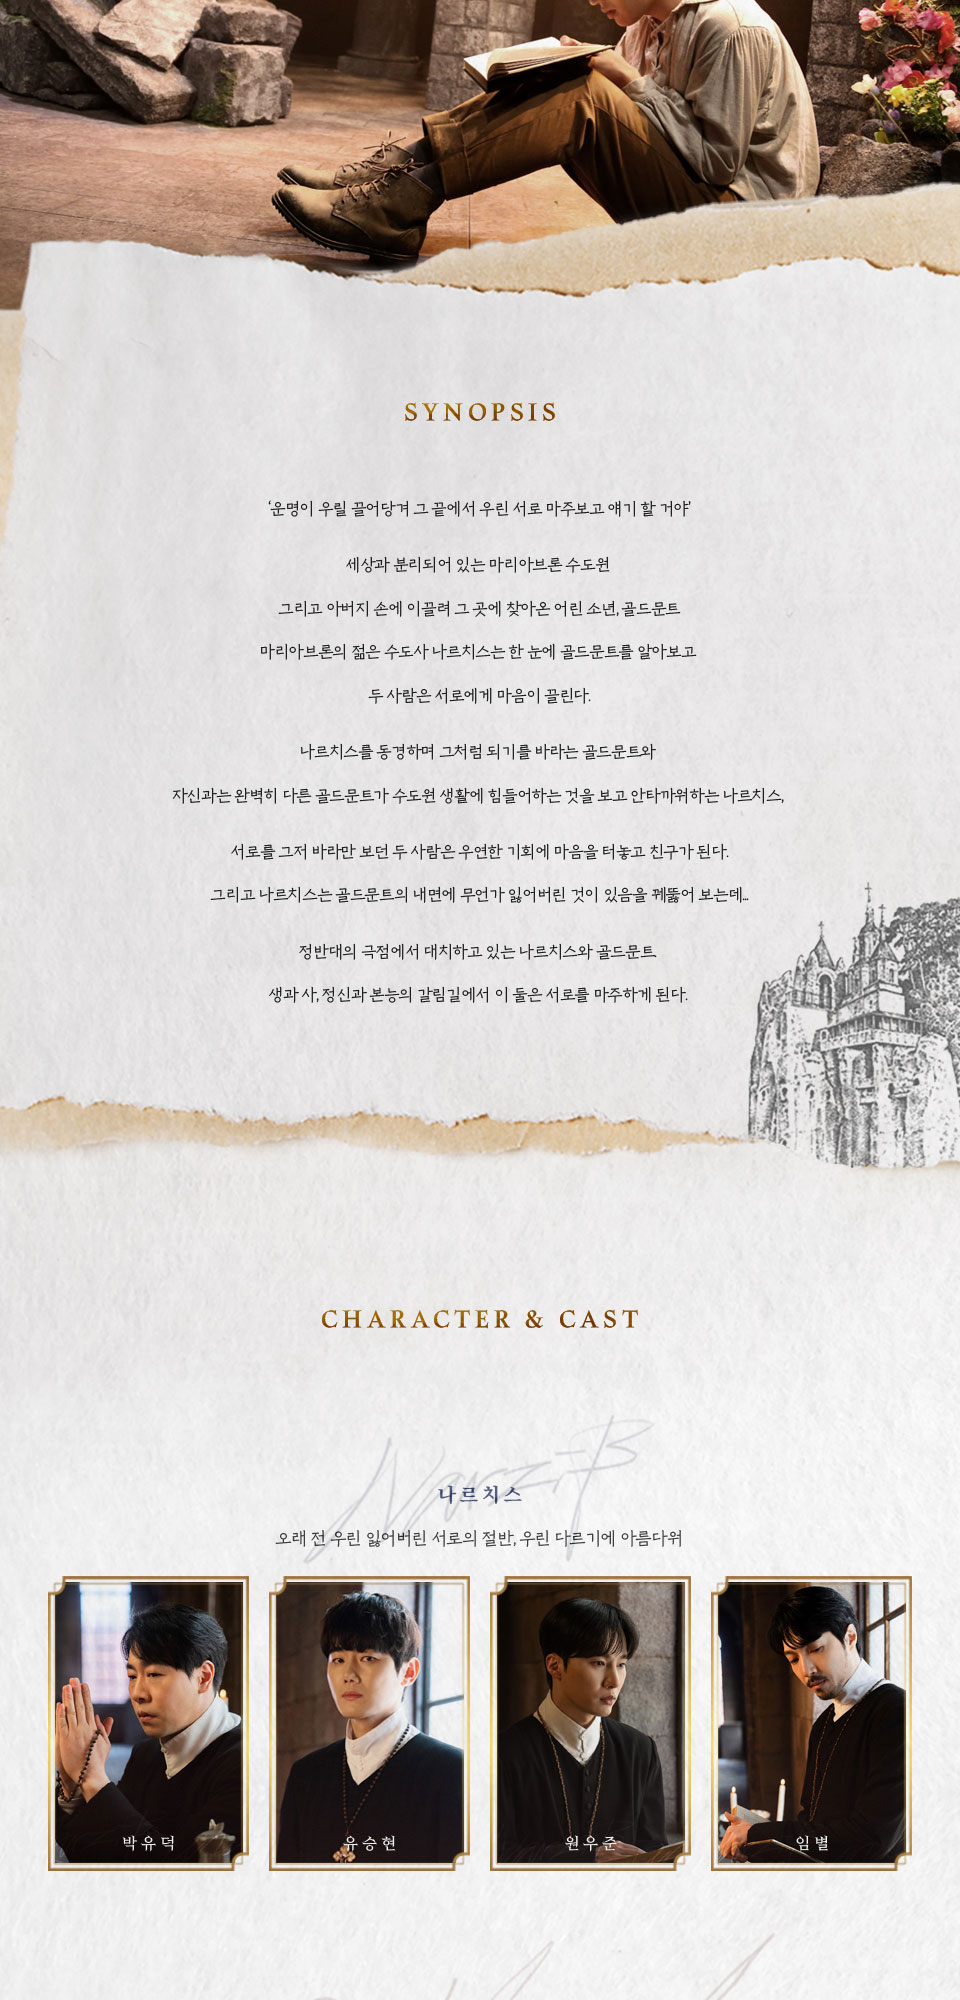 SYNOPSIS
‘운명이 우릴 끌어당겨 그 끝에서 우린 서로 마주보고 얘기 할 거야’
세상과 분리되어 있는 마리아브론 수도원
그리고 아버지 손에 이끌려 그 곳에 찾아온 어린 소년, 골드문트
마리아브론의 젊은 수도사 나르치스는 한 눈에 골드문트를 알아보고
두 사람은 서로에게 마음이 끌린다.
나르치스를 동경하며 그처럼 되기를 바라는 골드문트와
자신과는 완벽히 다른 골드문트가 수도원 생활에 힘들어하는 것을 보고 안타까워하는 나르치스,
서로를 그저 바라만 보던 두 사람은 우연한 기회에 마음을 터놓고 친구가 된다.
그리고 나르치스는 골드문트의 내면에 무언가 잃어버린 것이 있음을 꿰뚫어 보는데...
정반대의 극점에서 대치하고 있는 나르치스와 골드문트
생과 사, 정신과 본능의 갈림길에서 이 둘은 서로를 마주하게 된다.
CHARACTER & CAST
Narziß
나르치스
오래 전 우린 잃어버린 서로의 절반, 우린 다르기에 아름다워
박유덕
유승현
원우준
임별